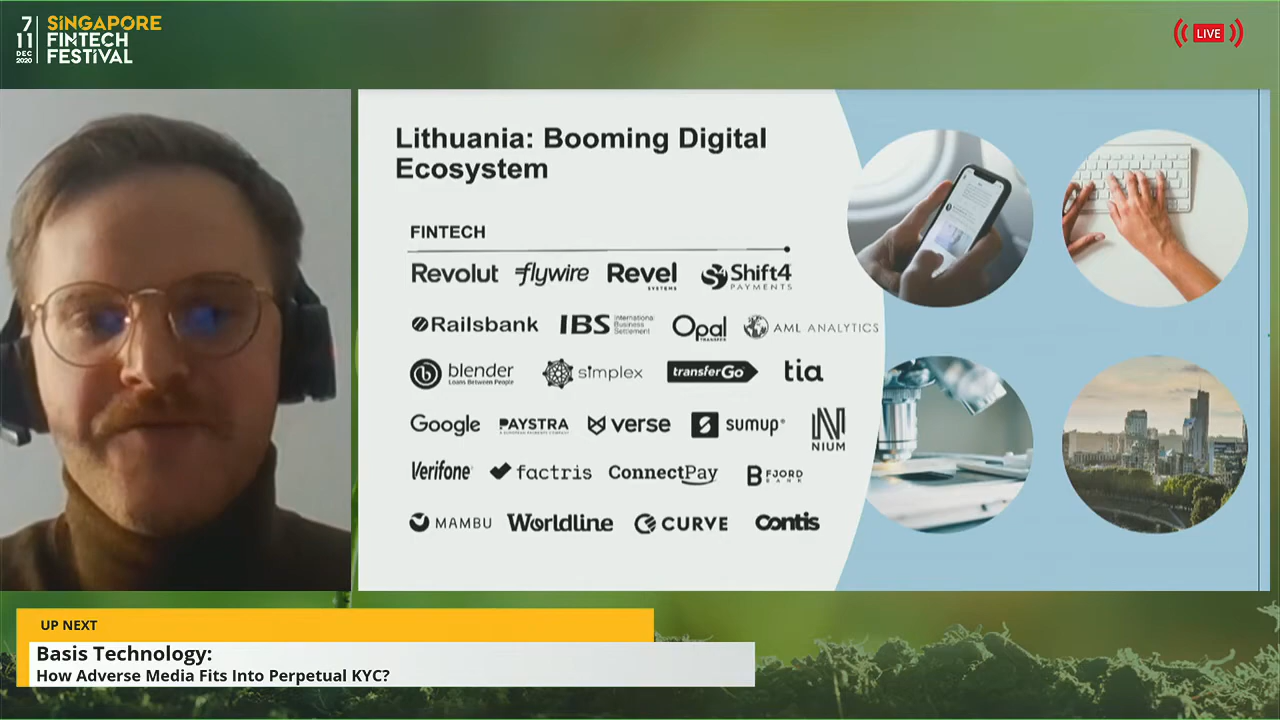 7
11
DEC
2020
SINGAPORE
FINTECH
FESTIVAL
LIVE
Lithuania: Booming Digital
Ecosystem
FINTECH
Revolut flywire Revel SYSTEMS S4 Shift4 PAYMENTS
Railsbank IBS International Business Settlement Opal TRANSFER AML ANALYTICS
b blender Loans Between People simplex transferGo tia
Google PAYSTRA verse sumup® NIUM
Verifone factris ConnectPay B FJORD BANK
MAMBU Worldline CURVE contis
UP NEXT
Basis Technology:
How Adverse Media Fits Into Perpetual KYC?